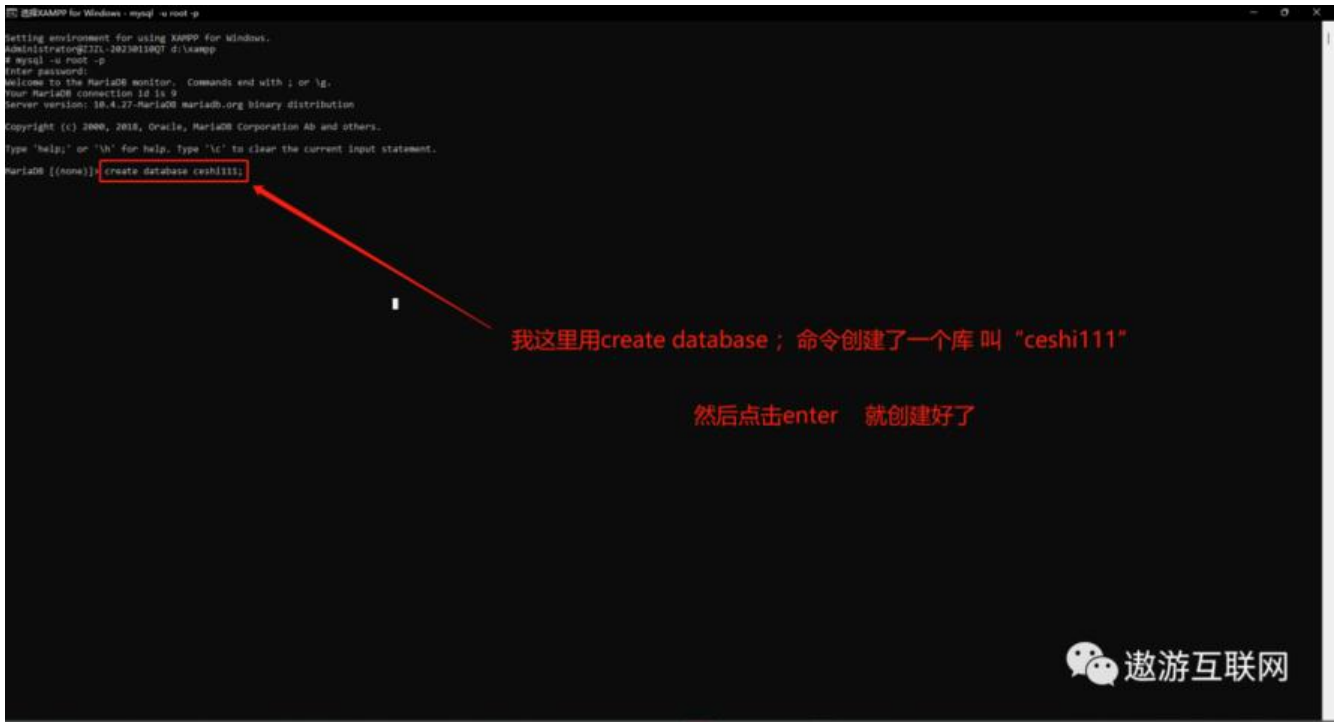 选择XAMPP for Windows - mysql -u root -p
Setting environment for using XAMPP for Windows.
Administrator@ZJZL-20230110QT d:\xampp
# mysql -u root -p
Enter password:
Welcome to the MariaDB monitor.  Commands end with ; or \g.
Your MariaDB connection id is 9
Server version: 10.4.27-MariaDB mariadb.org binary distribution
Copyright (c) 2000, 2018, Oracle, MariaDB Corporation Ab and others.
Type 'help;' or '\h' for help. Type '\c' to clear the current input statement.
MariaDB [(none)]> create database ceshi111;
我这里用create database ；命令创建了一个库 叫“ceshi111”
然后点击enter 就创建好了
遨游互联网